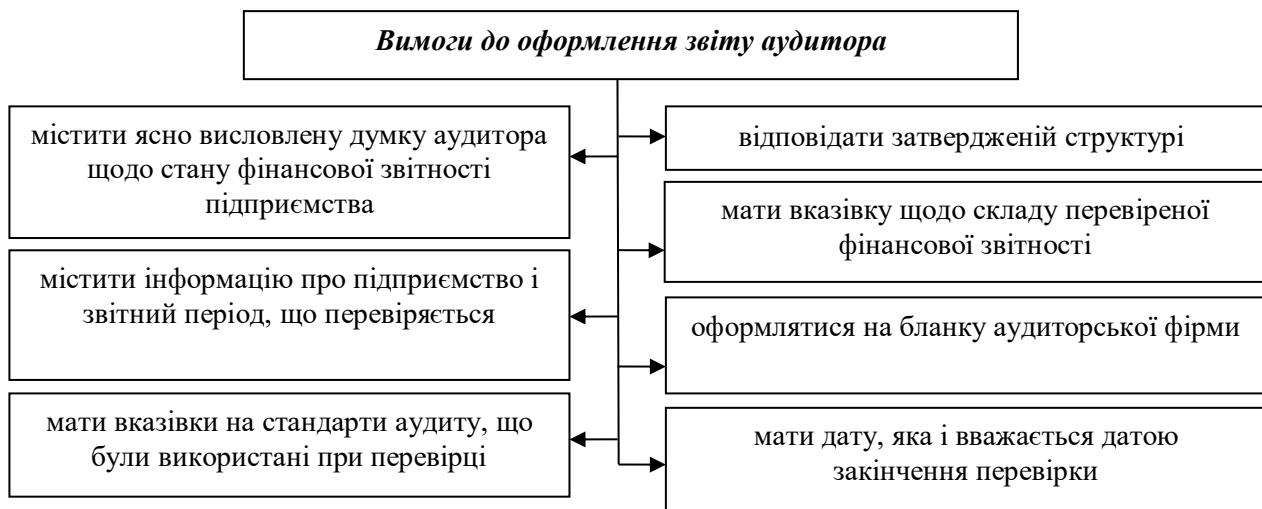 Вимоги до оформлення звіту аудитора
містити ясно висловлену думку аудитора
щодо стану фінансової звітності
підприємства
містити інформацію про підприємство і
звітний період, що перевіряється
мати вказівки на стандарти аудиту, що
були використані при перевірці
відповідати затвердженій структурі
мати вказівку щодо складу перевіреної
фінансової звітності
оформлятися на бланку аудиторської фірми
мати дату, яка і вважається датою
закінчення перевірки